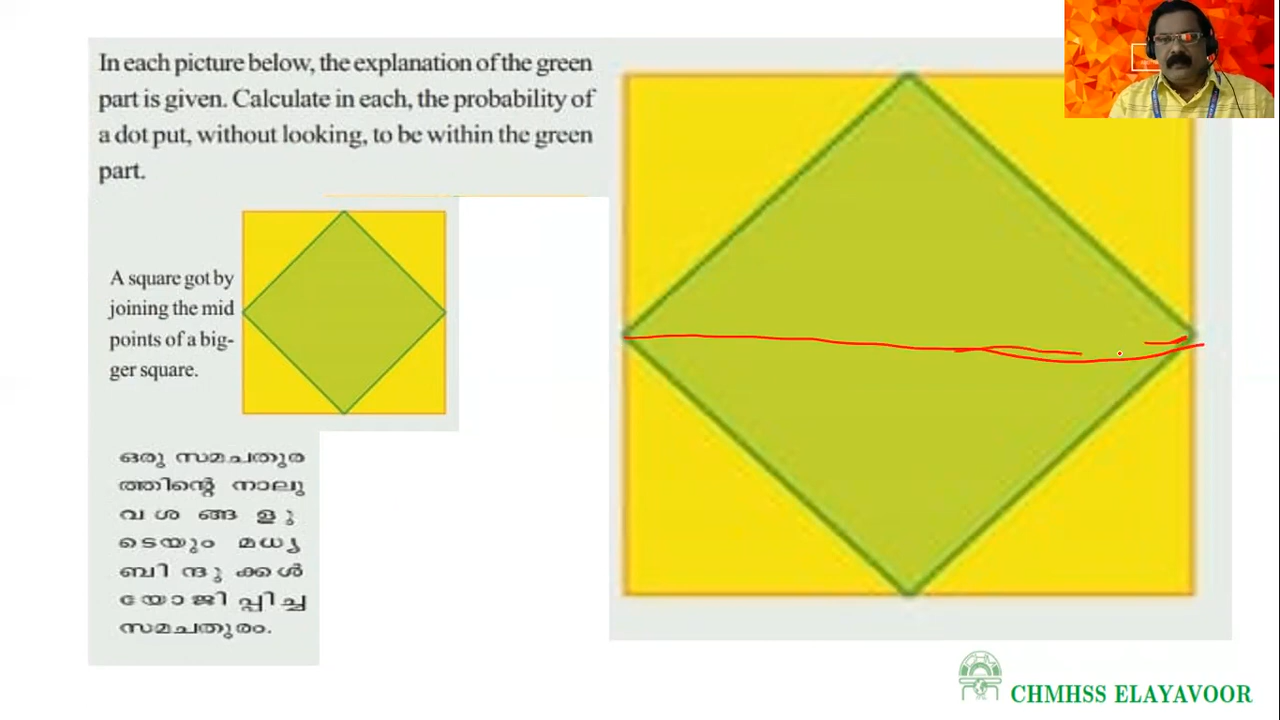 In each picture below, the explanation of the green
part is given. Calculate in each, the probability of
a dot put, without looking, to be within the green
part.
A square got by
joining the mid
points of a big-
ger square.
ഒരു സമചതുര
ത്തിന്റെ നാലു
വ ശ ങ്ങ ളു
ടെയും മധ്യ
ബി ന്ദു ക്കൾ
യോജി പ്പി ച്ച
സമചതുരം.
CHMHSS ELAYAVOOR